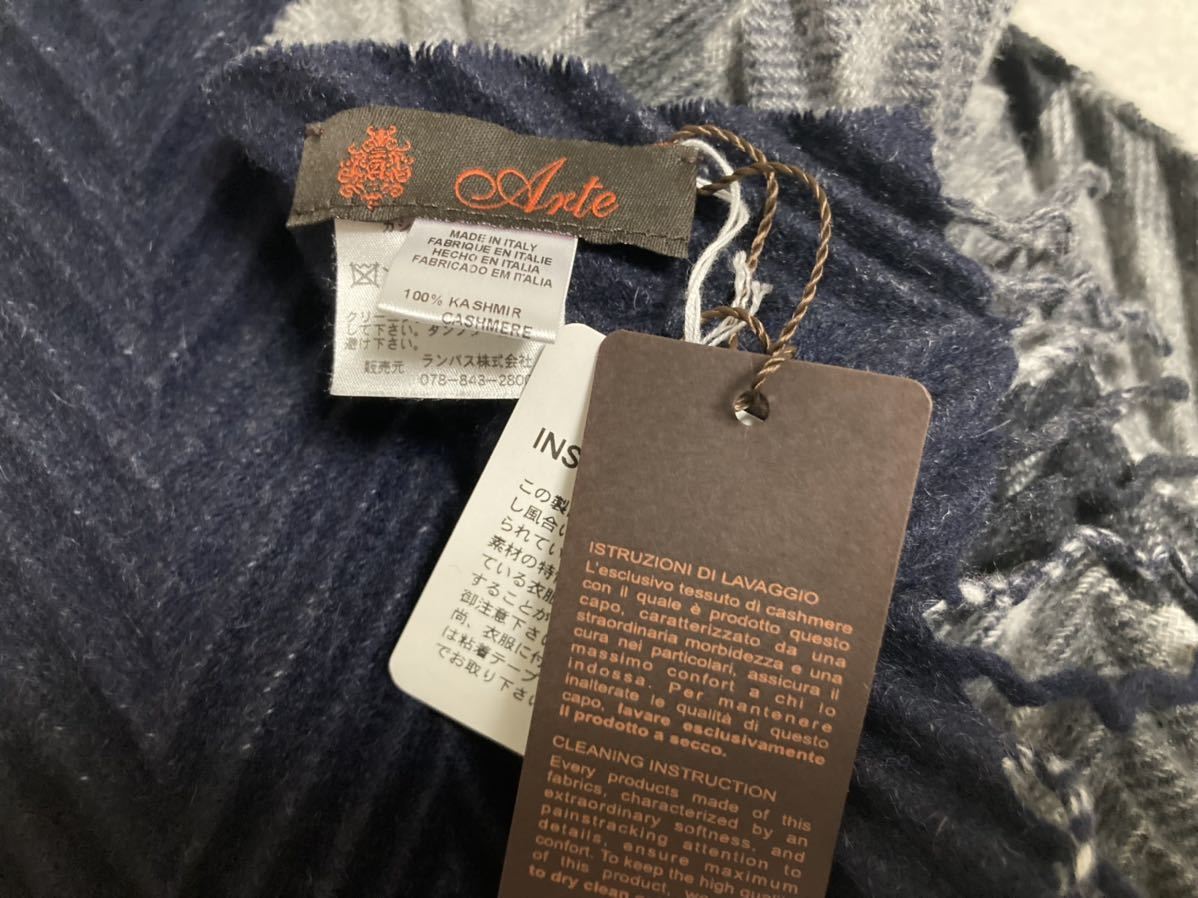 Arte
MADE IN ITALY
FABRIQUE EN ITALIE
HECHO EN ITALIA
FABRICADO EM ITALIA
100% KASHMIR
CASHMERE
クリーニ
して下さい。タンブ
避け下さい。
販売元 ランバス株式会社
078-843-2800
INS
この製
し風合い
られてい
素材の特
ている衣服
することが
御注意下さ
尚、衣服に付
は粘着テープ
でお取り下さい
ISTRUZIONI DI LAVAGGIO
L'esclusivo tessuto di cashmere
con il quale è prodotto questo
capo, caratterizzato da una
straordinaria morbidezza e una
cura nei particolari, assicura il
massimo confort a chi lo
indossa. Per mantenere
inalterate le qualità di questo
capo, lavare esclusivamente
il prodotto a secco.
CLEANING INSTRUCTION
Every products made of this
fabrics, characterized by an
extraordinary softness, and
painstracking attention to
details, ensure maximum
confort. To keep the high quali
of this product, we
to dry clean